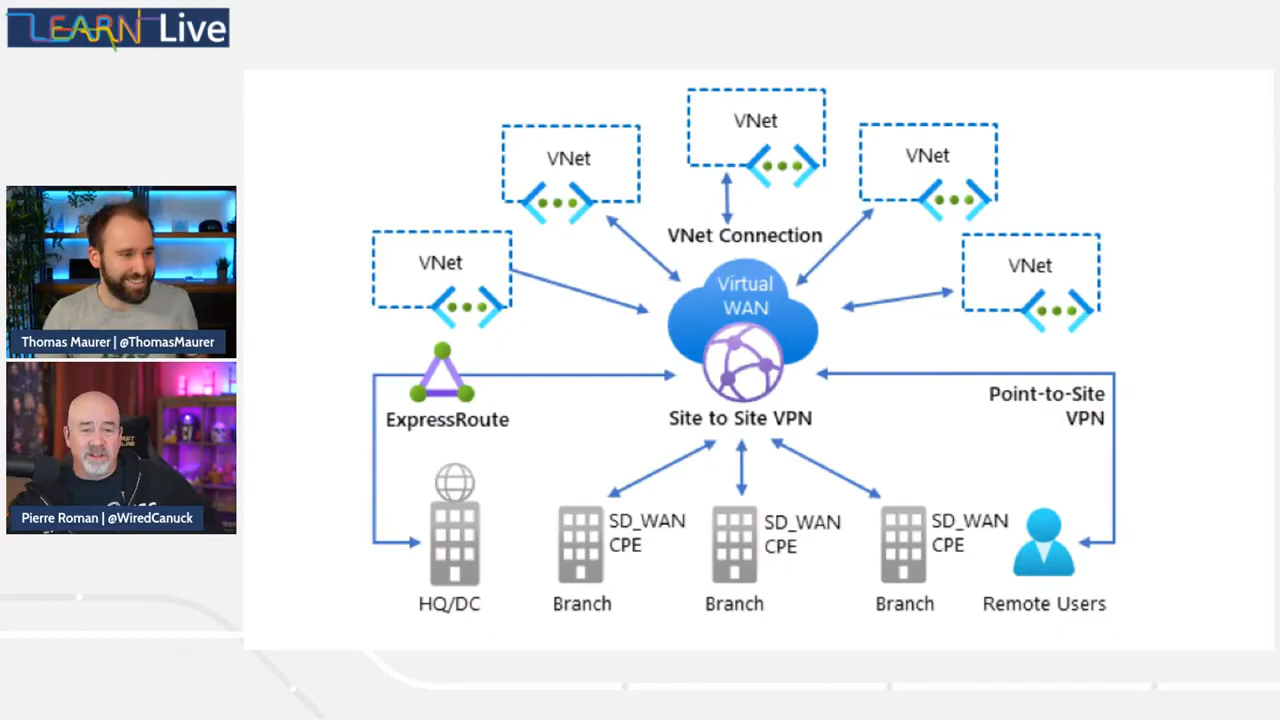 LEARN Live
VNet
VNet
VNet
VNet
VNet
VNet Connection
Virtual
WAN
Thomas Maurer | @ThomasMaurer
ExpressRoute
Site to Site VPN
Point-to-Site
VPN
Pierre Roman | @WiredCanuck
SD_WAN
CPE
SD_WAN
CPE
SD_WAN
CPE
HQ/DC
Branch
Branch
Branch
Remote Users